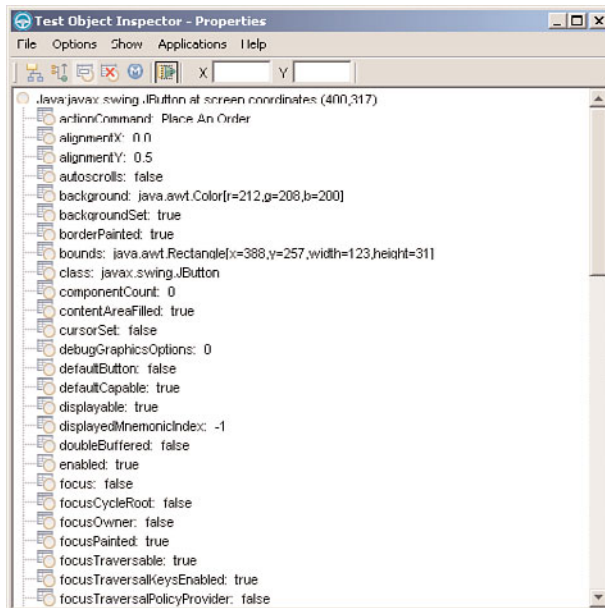 Test Object Inspector - Properties
File Options Show Applications Help
X Y
Java:javax.swing.JButton at screen coordinates (400,317)
actionCommand: Place An Order
alignmentX: 0.0
alignmentY: 0.5
autoscrolls: false
background: java.awt.Color[r=212,g=208,b=200]
backgroundSet: true
borderPainted: true
bounds: java.awt.Rectangle[x=388,y=257,width=123,height=31]
class: javax.swing.JButton
componentCount: 0
contentAreaFilled: true
cursorSet: false
debugGraphicsOptions: 0
defaultButton: false
defaultCapable: true
displayable: true
displayedMnemonicIndex: -1
doubleBuffered: false
enabled: true
focus: false
focusCycleRoot: false
focusOwner: false
focusPainted: true
focusTraversable: true
focusTraversalKeysEnabled: true
focusTraversalPolicyProvider: false